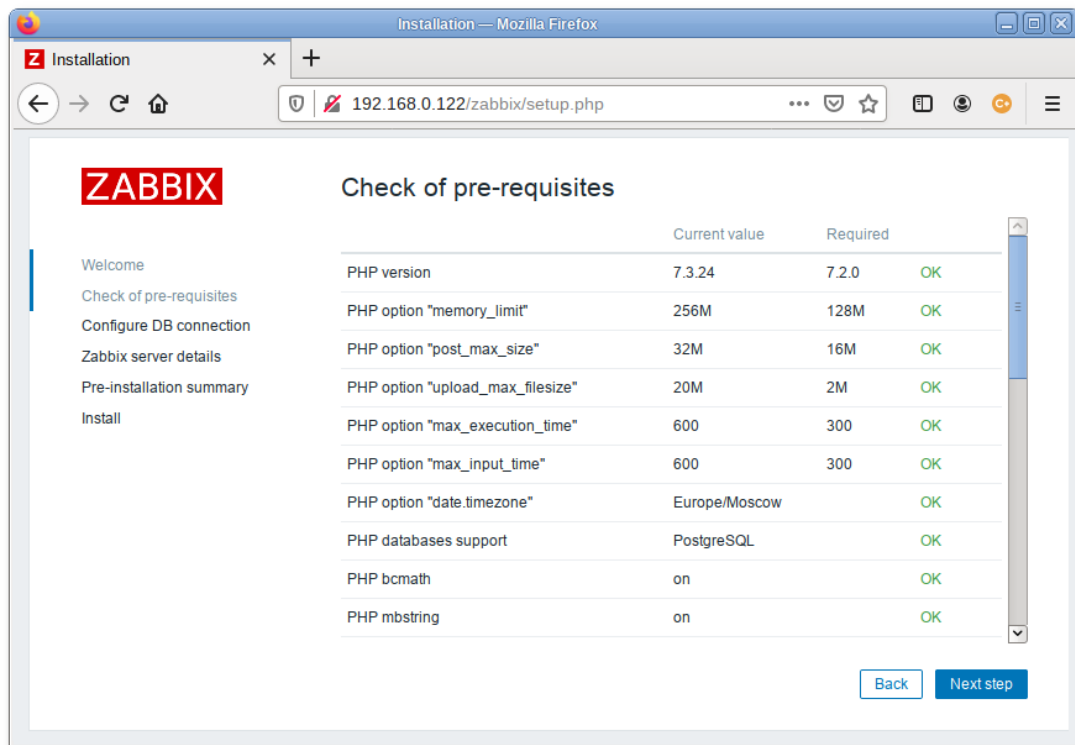 Installation — Mozilla Firefox
Z Installation
192.168.0.122/zabbix/setup.php
ZABBIX
Welcome
Check of pre-requisites
Configure DB connection
Zabbix server details
Pre-installation summary
Install
Check of pre-requisites
Current value Required
PHP version 7.3.24 7.2.0 OK
PHP option "memory_limit" 256M 128M OK
PHP option "post_max_size" 32M 16M OK
PHP option "upload_max_filesize" 20M 2M OK
PHP option "max_execution_time" 600 300 OK
PHP option "max_input_time" 600 300 OK
PHP option "date.timezone" Europe/Moscow OK
PHP databases support PostgreSQL OK
PHP bcmath on OK
PHP mbstring on OK
Back Next step